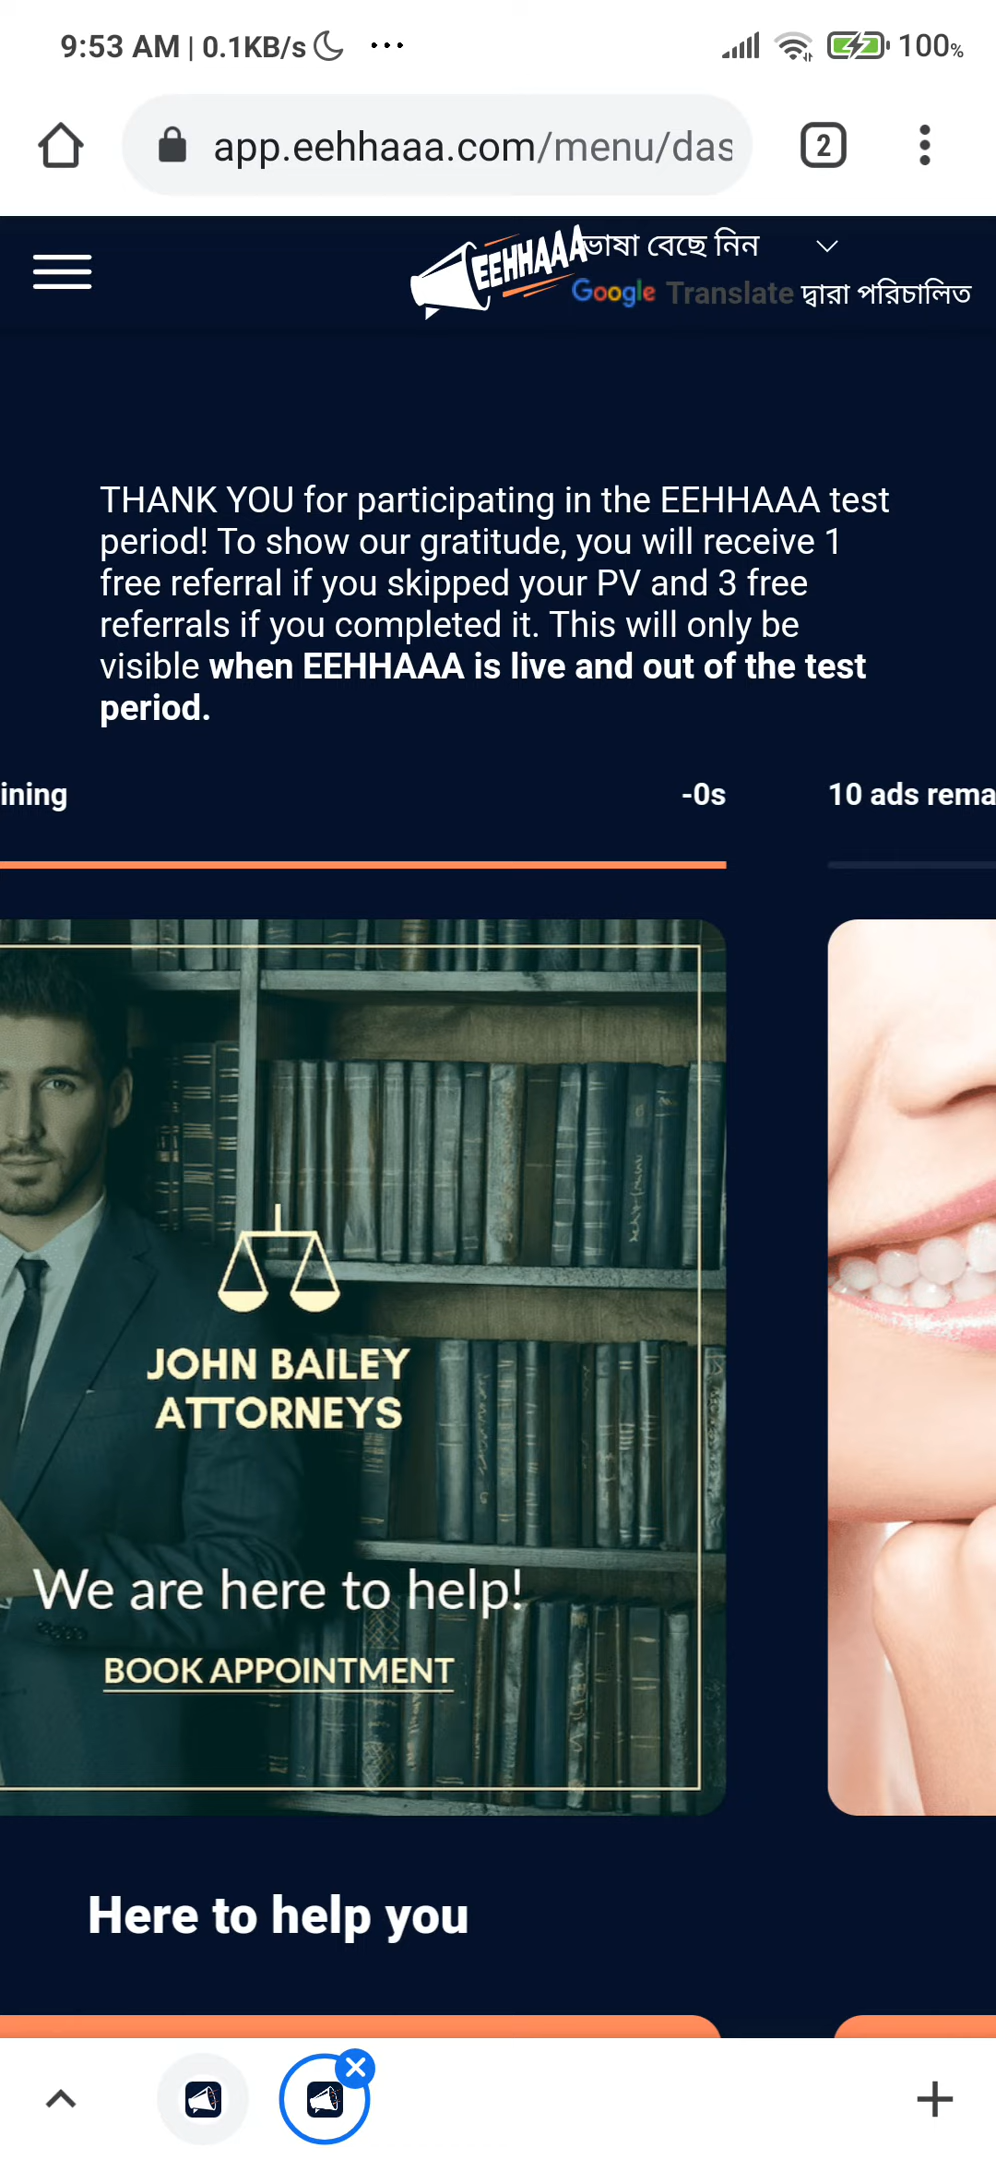 9:53 AM | 0.1KB/s ...
100%
app.eehhaaa.com/menu/das
2
EEHHAAA
ভাষা বেছে নিন
Google Translate দ্বারা পরিচালিত
THANK YOU for participating in the EEHHAAA test
period! To show our gratitude, you will receive 1
free referral if you skipped your PV and 3 free
referrals if you completed it. This will only be
visible when EEHHAAA is live and out of the test
period.
ining -0s 10 ads rema
JOHN BAILEY
ATTORNEYS
We are here to help!
BOOK APPOINTMENT
Here to help you